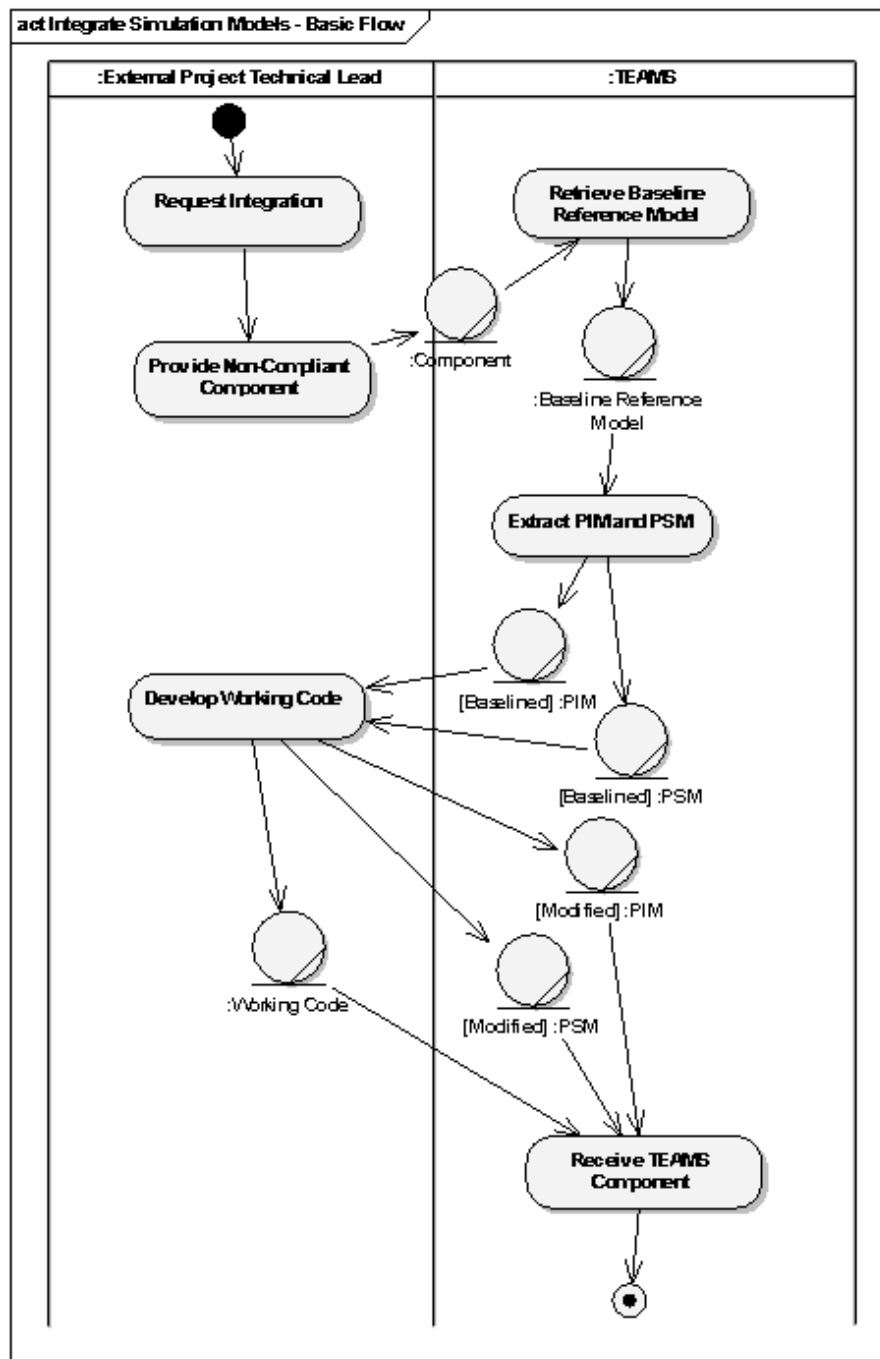 act Integrate Simulation Models - Basic Flow
:External Project Technical Lead
:TEAMS
Request Integration
Retrieve Baseline
Reference Model
Provide Non-Compliant
Component
:Component
:Baseline Reference
Model
Extract PIM and PSM
Develop Working Code
[Baselined] :PIM
[Baselined] :PSM
[Modified] :PIM
:Working Code
[Modified] :PSM
Receive TEAMS
Component